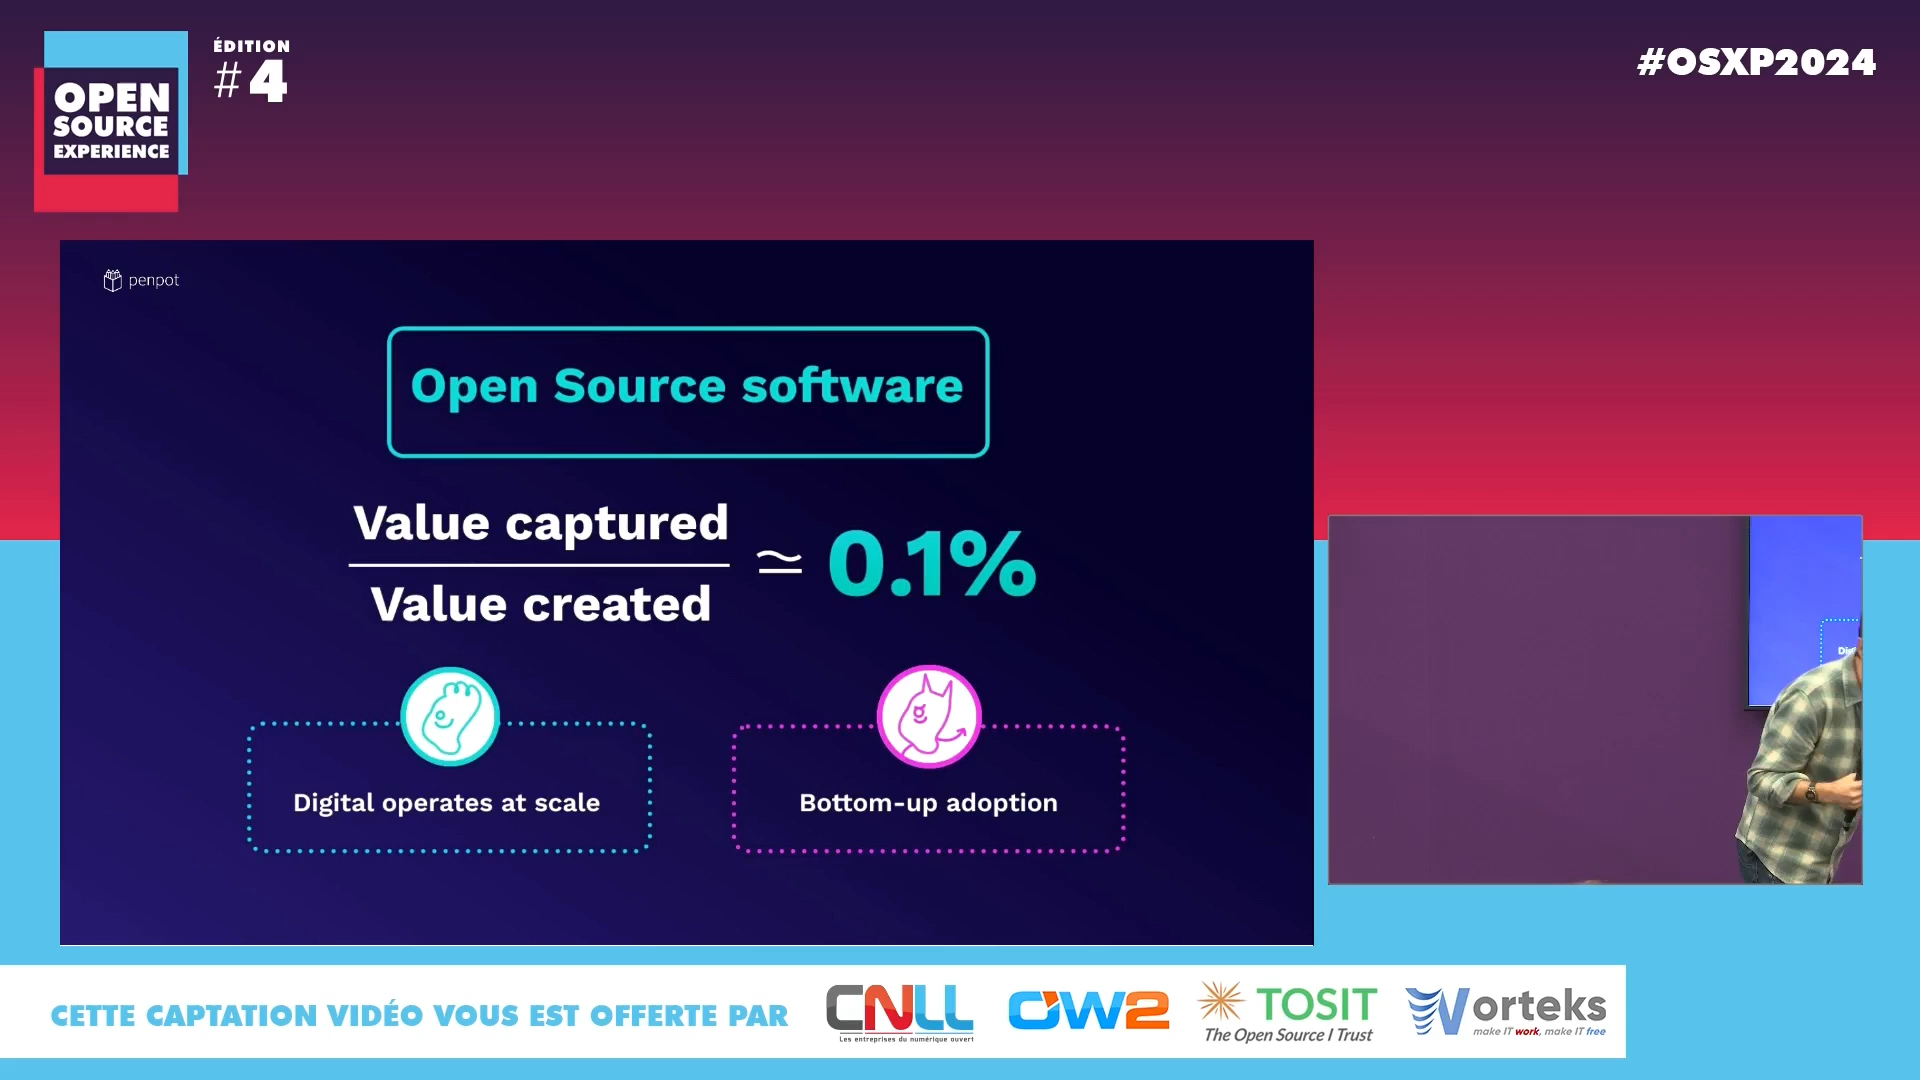 ÉDITION
#4
OPEN
SOURCE
EXPERIENCE
#OSXP2024
penpot
Open Source software
Value captured
Value created
≃ 0.1%
Digital operates at scale
Bottom-up adoption
CETTE CAPTATION VIDÉO VOUS EST OFFERTE PAR
CNLL
Les entreprises du numérique ouvert
OW2
TOSIT
The Open Source I Trust
Worteks
make IT work, make IT free